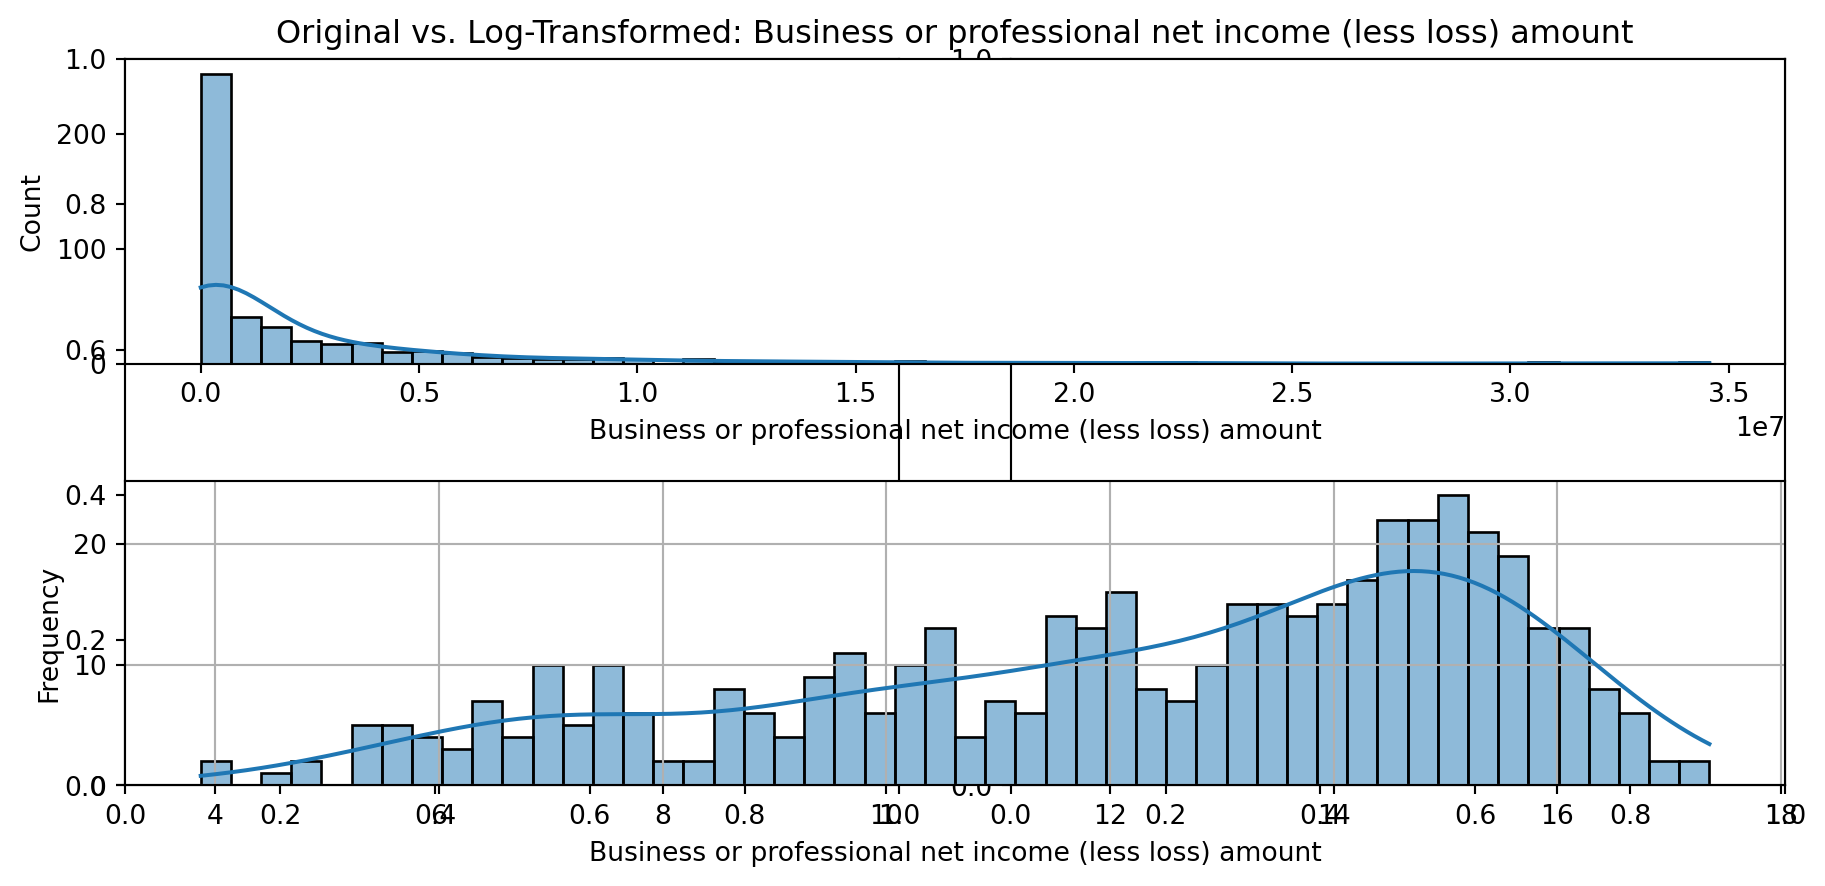 Original vs. Log-Transformed: Business or professional net income (less loss) amount
1.0
1.0
200
Count
0.8
100
0.6
0
0.0 0.5 1.0 1.5 2.0 2.5 3.0 3.5
1e7
Business or professional net income (less loss) amount
0.4
20
Frequency
0.2
10
0.0
0
0.0
0.0 4 0.2 0.4 6 0.6 8 0.8 10 1.0 0.0 12 0.2 0.4 14 0.6 16 0.8 18 1.0
Business or professional net income (less loss) amount